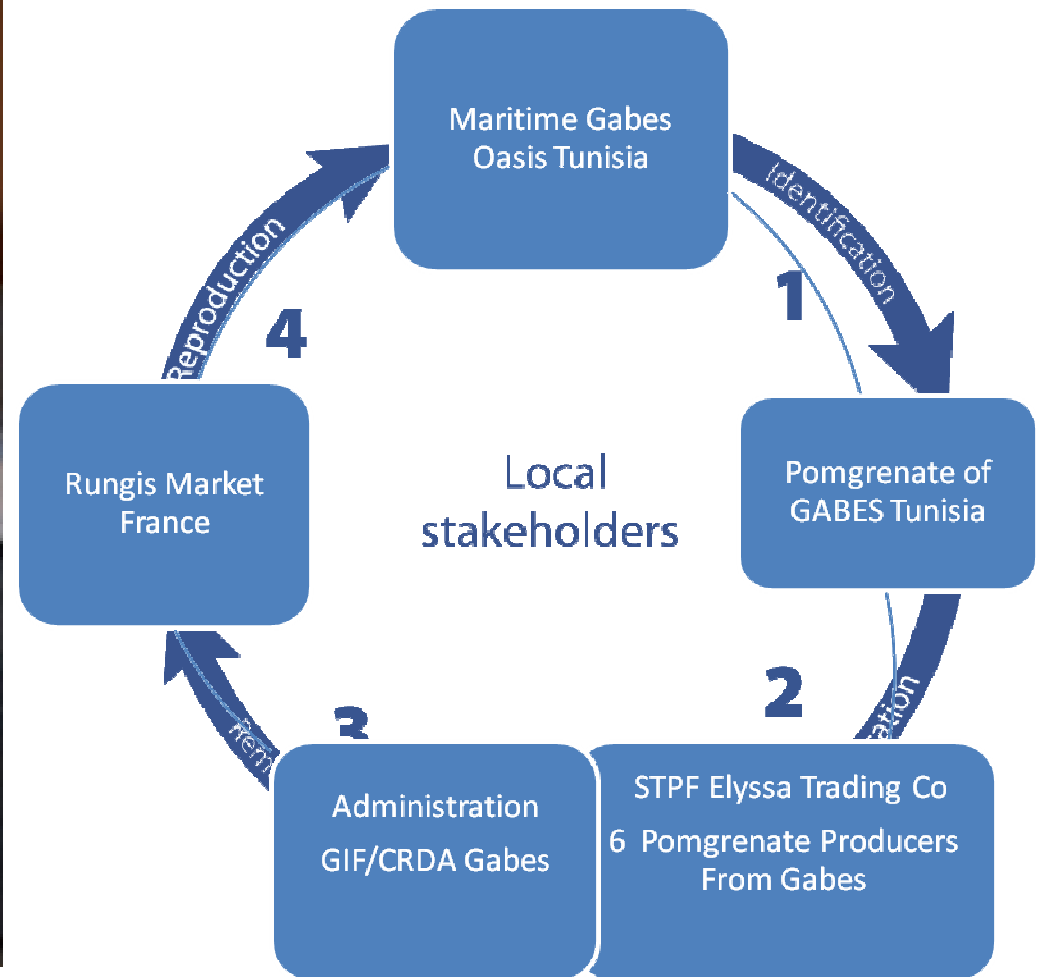 Maritime Gabes
Oasis Tunisia
Identification
1
Pomgrenate of
GABES Tunisia
2
STPF Elyssa Trading Co
6 Pomgrenate Producers
From Gabes
3
Administration
GIF/CRDA Gabes
Rungis Market
France
4
Reproduction
Local
stakeholders